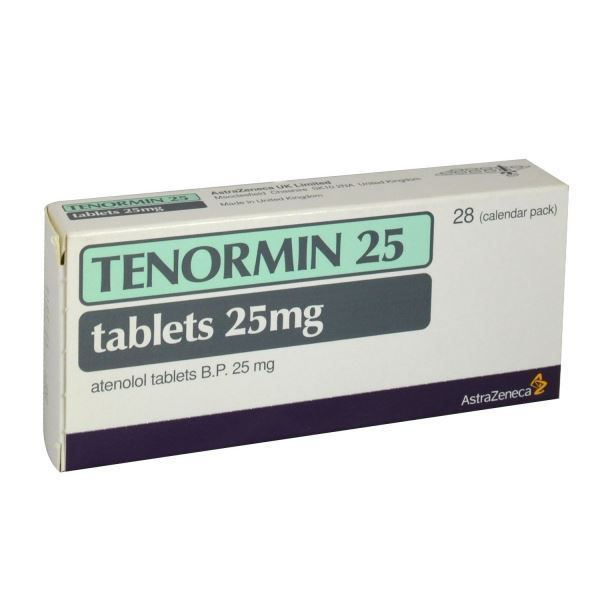 TENORMIN 25
tablets 25mg
AstraZeneca UK Limited
Macclesfield Cheshire SK10 2NA United Kingdom
Made in United Kingdom
TENORMIN 25
28 (calendar pack)
tablets 25mg
atenolol tablets B.P. 25 mg
AstraZeneca